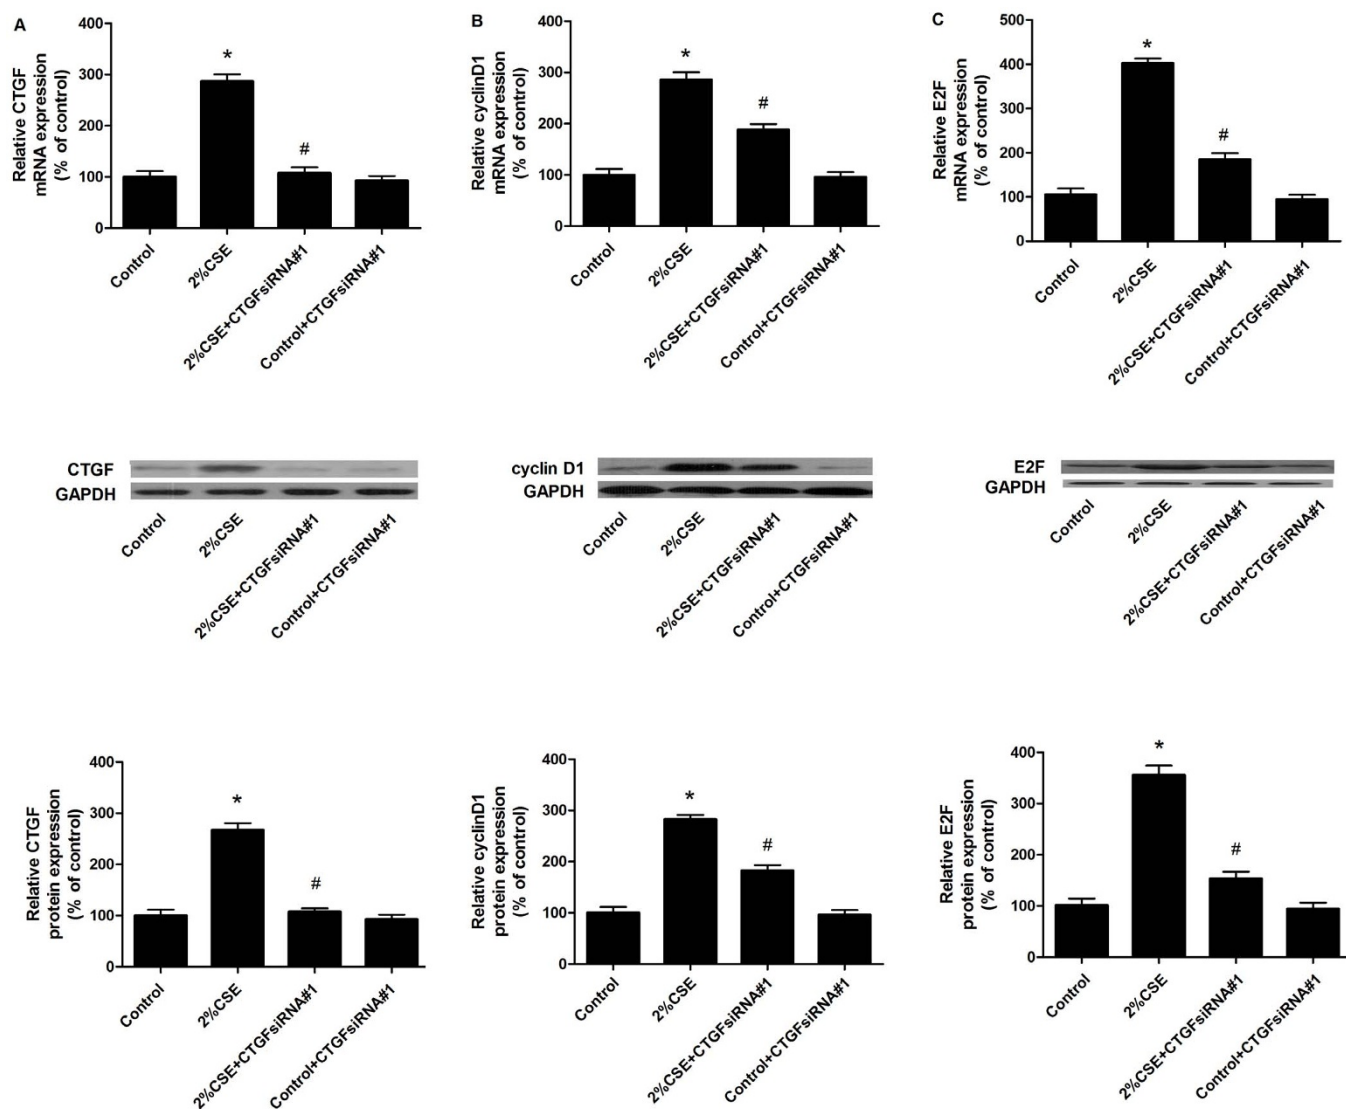 A
Relative CTGF
mRNA expression
(% of control)
400
300
200
100
0
*
#
Control
2%CSE
2%CSE+CTGFsiRNA#1
Control+CTGFsiRNA#1
B
Relative cyclinD1
mRNA expression
(% of control)
400
300
200
100
0
*
#
Control
2%CSE
2%CSE+CTGFsiRNA#1
Control+CTGFsiRNA#1
C
Relative E2F
mRNA expression
(% of control)
500
400
300
200
100
0
*
#
Control
2%CSE
2%CSE+CTGFsiRNA#1
Control+CTGFsiRNA#1
CTGF
GAPDH
Control
2%CSE
2%CSE+CTGFsiRNA#1
Control+CTGFsiRNA#1
cyclin D1
GAPDH
Control
2%CSE
2%CSE+CTGFsiRNA#1
Control+CTGFsiRNA#1
E2F
GAPDH
Control
2%CSE
2%CSE+CTGFsiRNA#1
Control+CTGFsiRNA#1
Relative CTGF
protein expression
(% of control)
400
300
200
100
0
*
#
Control
2%CSE
2%CSE+CTGFsiRNA#1
Control+CTGFsiRNA#1
Relative cyclinD1
protein expression
(% of control)
400
300
200
100
0
*
#
Control
2%CSE
2%CSE+CTGFsiRNA#1
Control+CTGFsiRNA#1
Relative E2F
protein expression
(% of control)
400
300
200
100
0
*
#
Control
2%CSE
2%CSE+CTGFsiRNA#1
Control+CTGFsiRNA#1